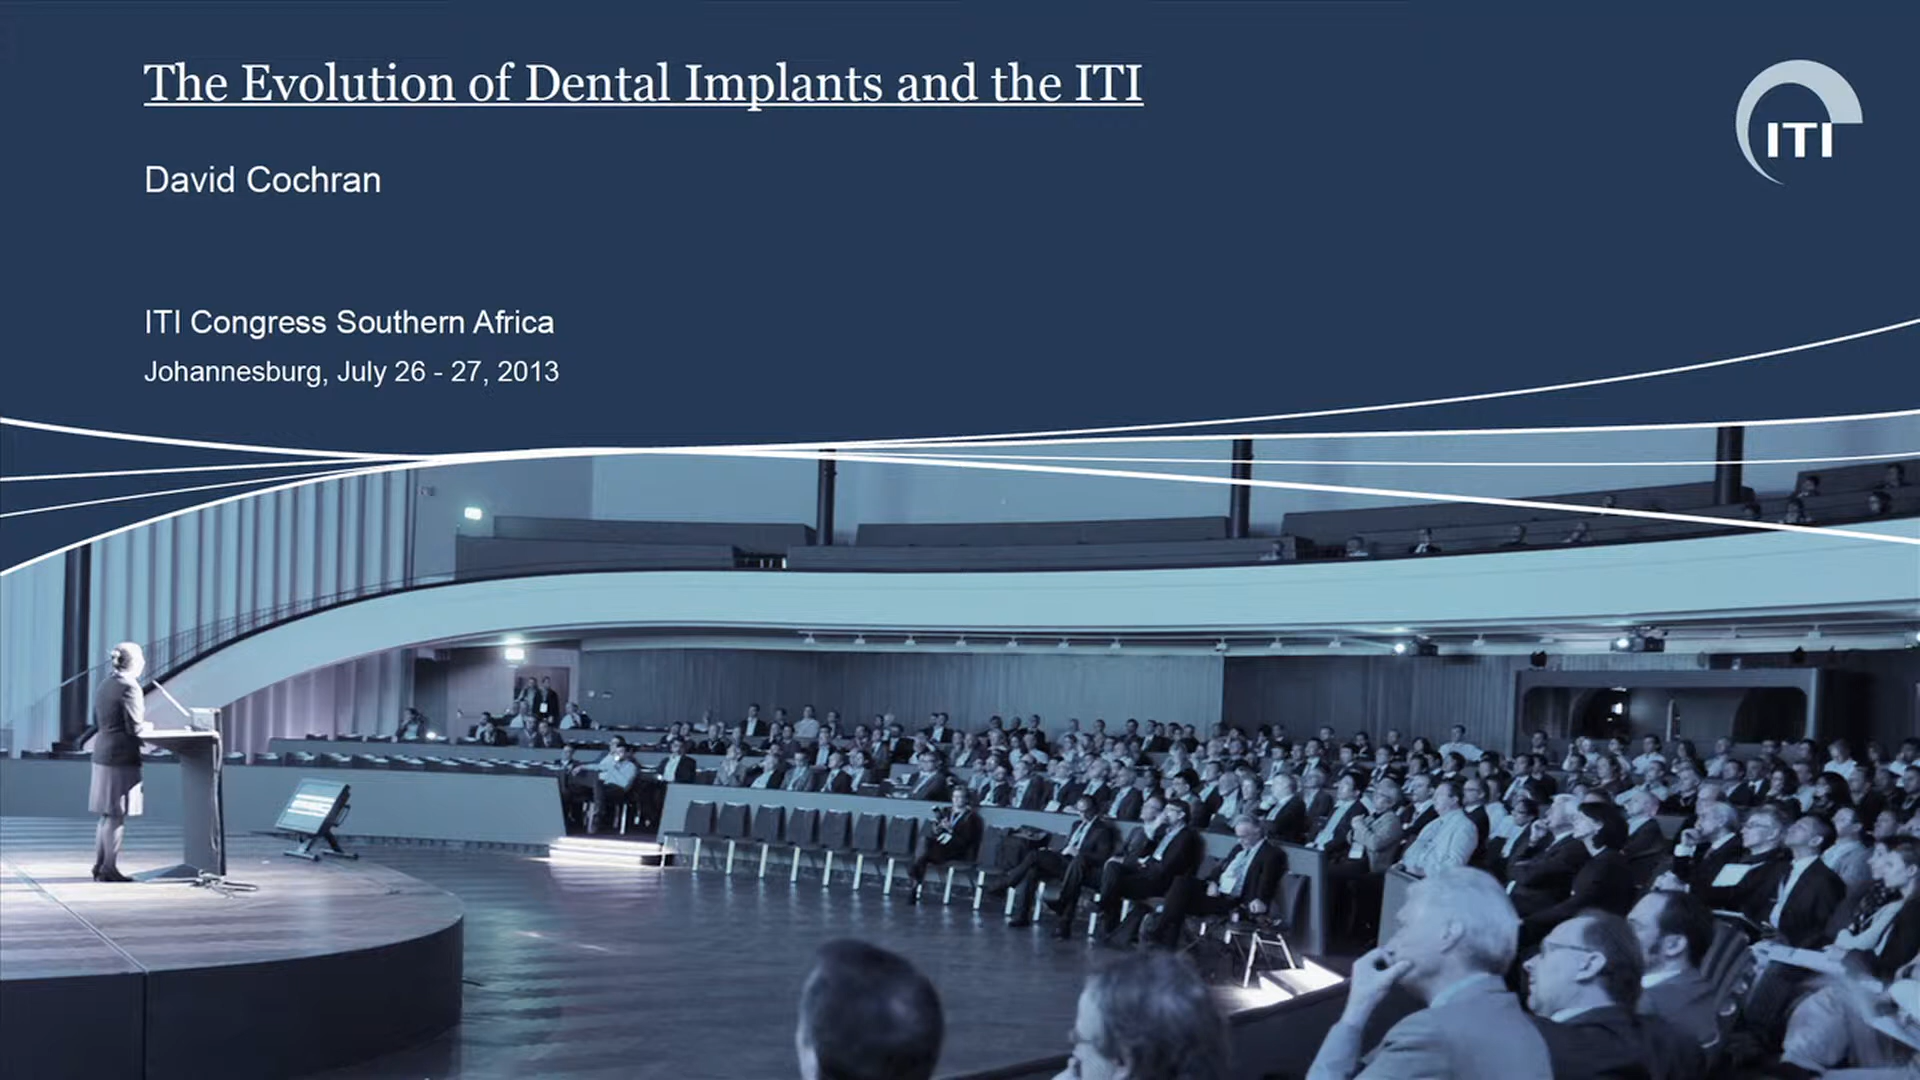 The Evolution of Dental Implants and the ITI
ITI
David Cochran
ITI Congress Southern Africa
Johannesburg, July 26 - 27, 2013